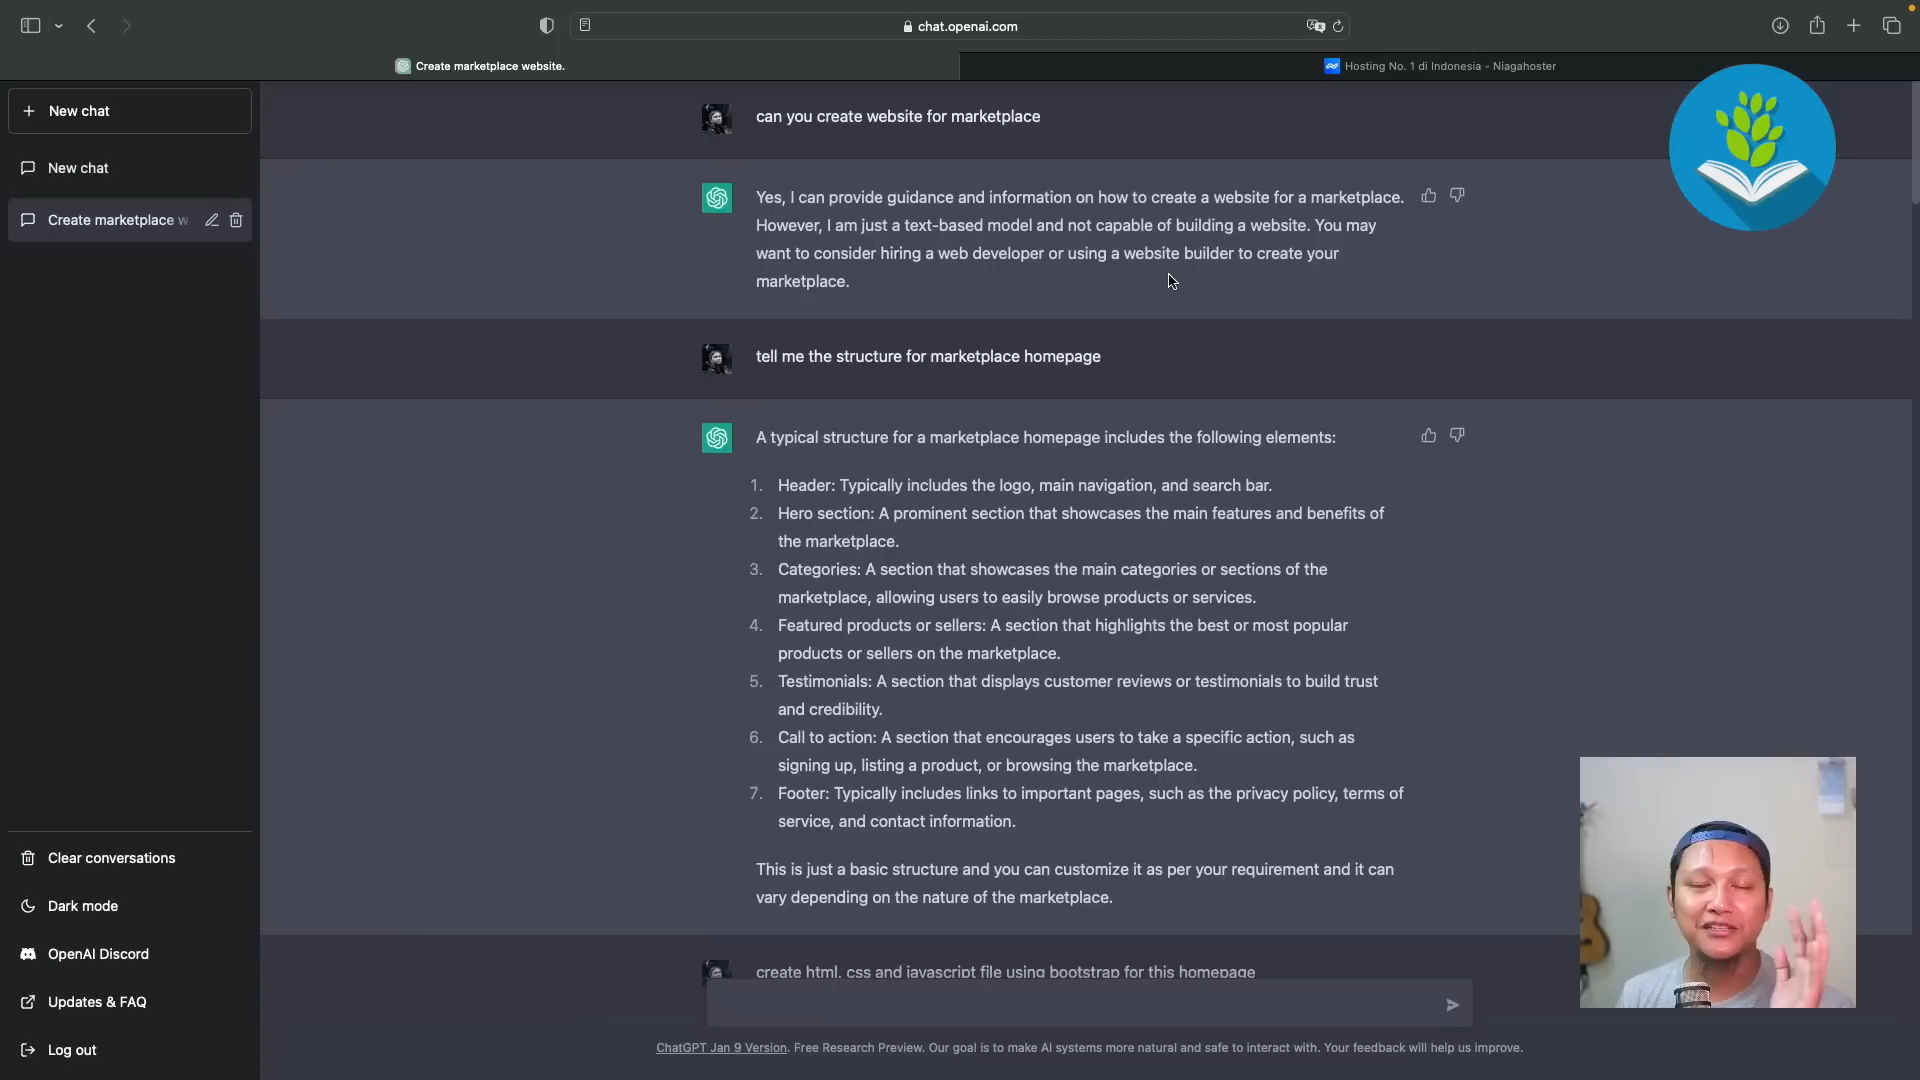 chat.openai.com
Create marketplace website.
Hosting No. 1 di Indonesia - Niagahoster
New chat
New chat
Create marketplace w
can you create website for marketplace
Yes, I can provide guidance and information on how to create a website for a marketplace.
However, I am just a text-based model and not capable of building a website. You may
want to consider hiring a web developer or using a website builder to create your
marketplace.
tell me the structure for marketplace homepage
A typical structure for a marketplace homepage includes the following elements:
1. Header: Typically includes the logo, main navigation, and search bar.
2. Hero section: A prominent section that showcases the main features and benefits of
the marketplace.
3. Categories: A section that showcases the main categories or sections of the
marketplace, allowing users to easily browse products or services.
4. Featured products or sellers: A section that highlights the best or most popular
products or sellers on the marketplace.
5. Testimonials: A section that displays customer reviews or testimonials to build trust
and credibility.
6. Call to action: A section that encourages users to take a specific action, such as
signing up, listing a product, or browsing the marketplace.
7. Footer: Typically includes links to important pages, such as the privacy policy, terms of
service, and contact information.
This is just a basic structure and you can customize it as per your requirement and it can
vary depending on the nature of the marketplace.
create html, css and javascript file using bootstrap for this homepage
Clear conversations
Dark mode
OpenAI Discord
Updates & FAQ
Log out
ChatGPT Jan 9 Version. Free Research Preview. Our goal is to make AI systems more natural and safe to interact with. Your feedback will help us improve.